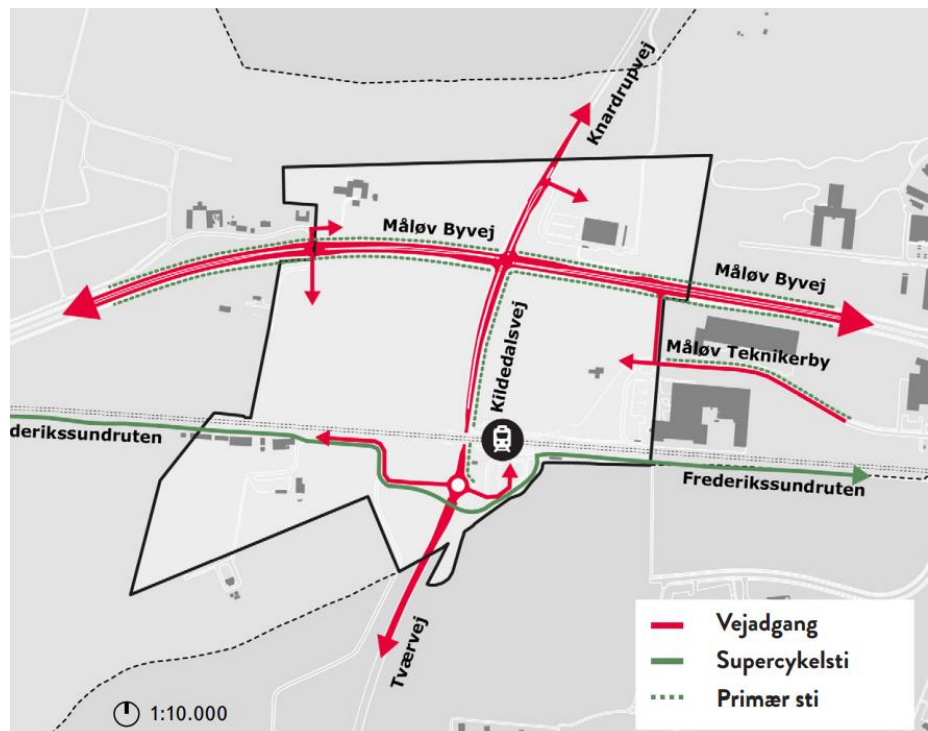 Knardrupvej
Måløv Byvej
Måløv Byvej
Kildedalsvej
Måløv Teknikerby
derikssundruten
Frederikssundruten
Tværvej
Vejadgang
Supercykelsti
Primær sti
1:10.000